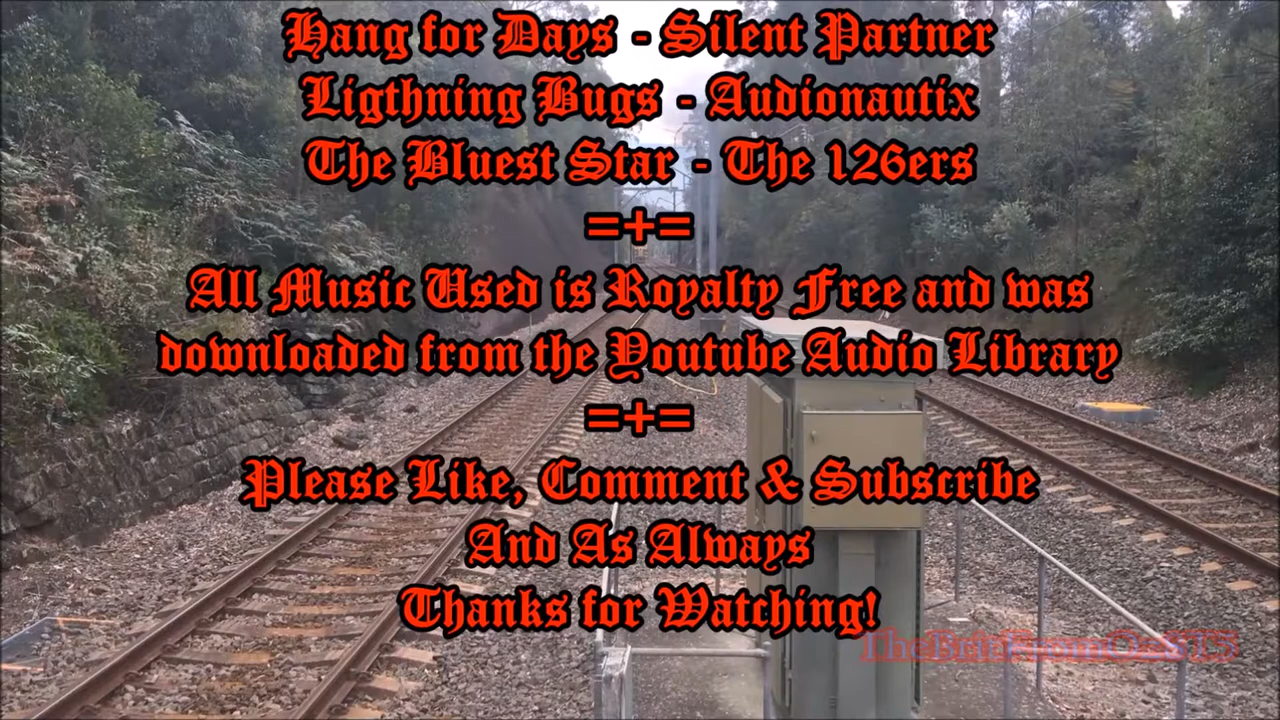 Hang for Days - Silent Partner
Ligthning Bugs - Audionautix
The Bluest Star - The 126ers
=+=
All Music Used is Royalty Free and was
downloaded from the Youtube Audio Library
=+=
Please Like, Comment & Subscribe
And As Always
Thanks for Watching!